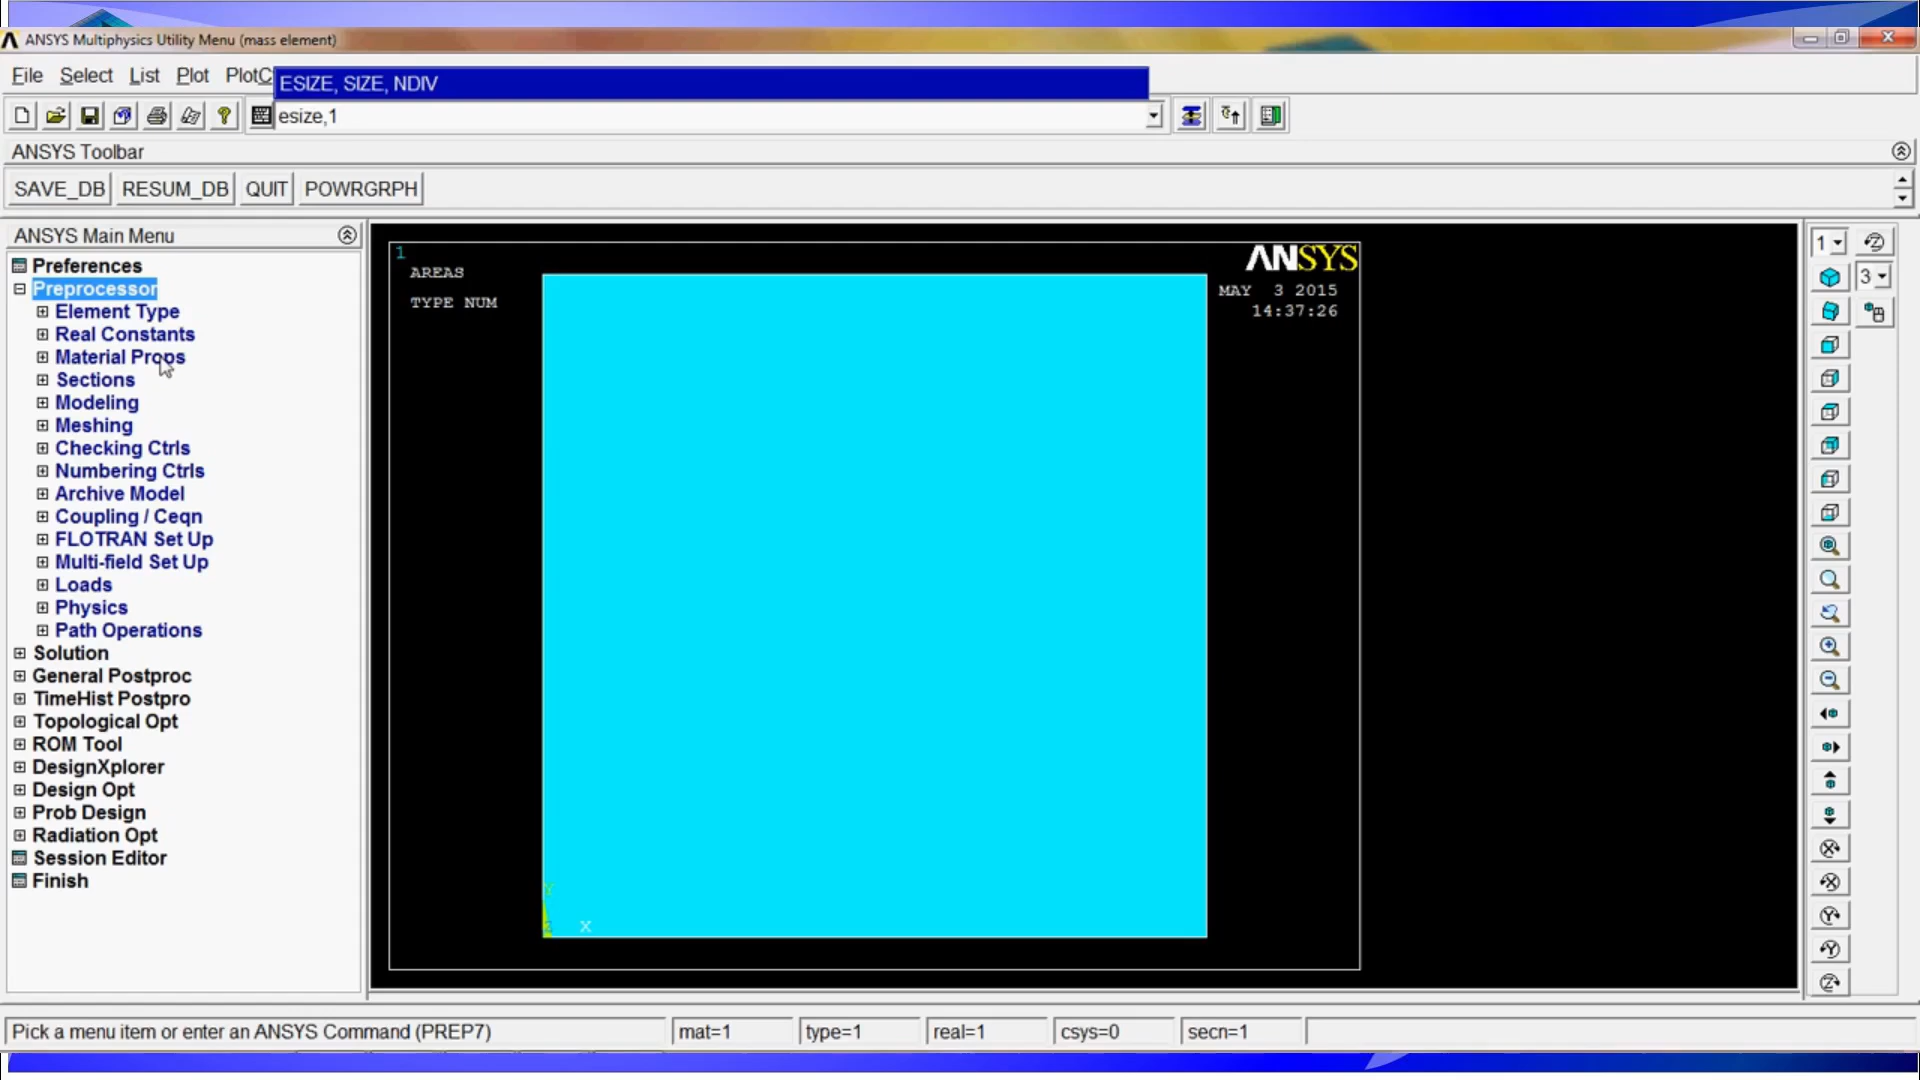 ANSYS Multiphysics Utility Menu (mass element)
File Select List Plot PlotC
ESIZE, SIZE, NDIV
esize,1
ANSYS Toolbar
SAVE_DB RESUM_DB QUIT POWRGRPH
ANSYS Main Menu
Preferences
Preprocessor
Element Type
Real Constants
Material Props
Sections
Modeling
Meshing
Checking Ctrls
Numbering Ctrls
Archive Model
Coupling / Ceqn
FLOTRAN Set Up
Multi-field Set Up
Loads
Physics
Path Operations
Solution
General Postproc
TimeHist Postpro
Topological Opt
ROM Tool
DesignXplorer
Design Opt
Prob Design
Radiation Opt
Session Editor
Finish
1
AREAS
TYPE NUM
ANSYS
MAY 3 2015
14:37:26
Y
Z X
1
3
Pick a menu item or enter an ANSYS Command (PREP7) mat=1 type=1 real=1 csys=0 secn=1